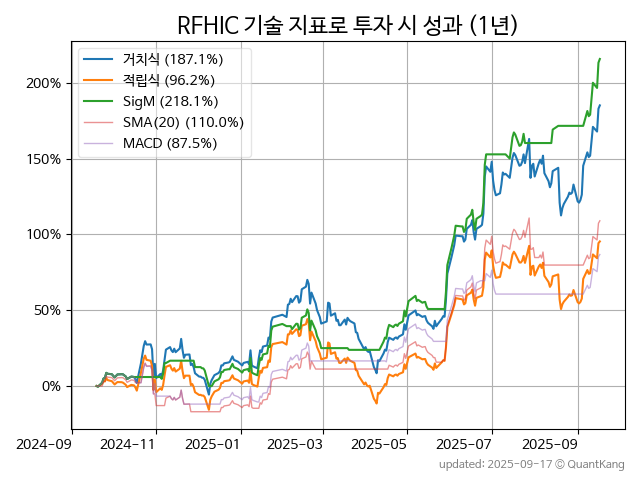 RFHIC 기술 지표로 투자 시 성과 (1년)
거치식 (187.1%)
적립식 (96.2%)
SigM (218.1%)
SMA(20) (110.0%)
MACD (87.5%)
200%
150%
100%
50%
0%
2024-09 2024-11 2025-01 2025-03 2025-05 2025-07 2025-09
updated: 2025-09-17 © QuantKang